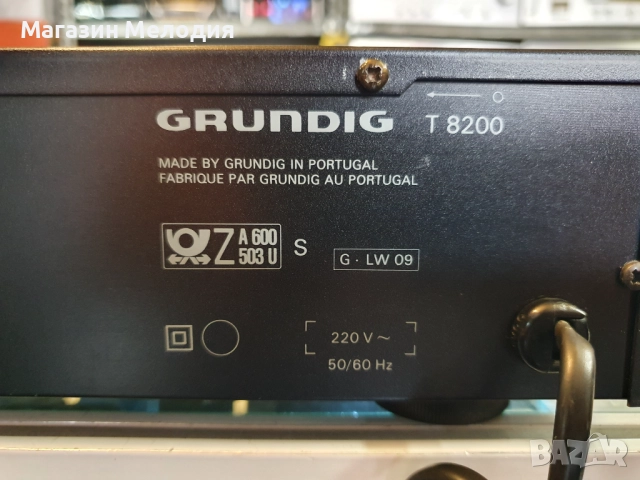 Магазин Мелодия
GRUNDIG T 8200
MADE BY GRUNDIG IN PORTUGAL
FABRIQUE PAR GRUNDIG AU PORTUGAL
Z A 600 503 U S
G · LW 09
220 V ~
50/60 Hz
BAZAR